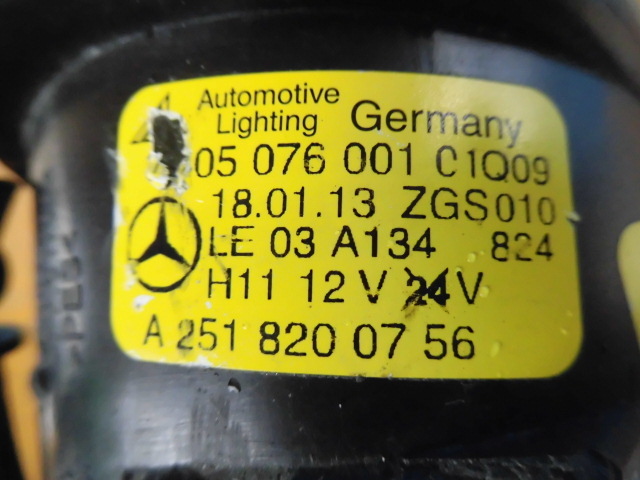 Automotive
Lighting Germany
05 076 001 C1Q09
18.01.13 ZGS010
LE 03 A134 824
H11 12V 24V
A 251 820 07 56